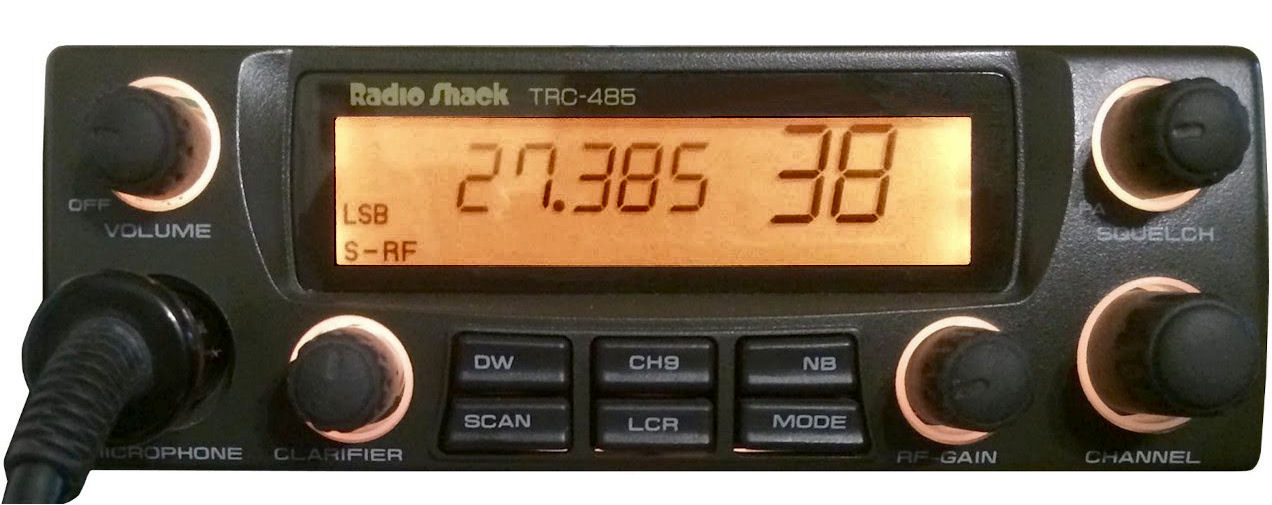 Radio Shack TRC-485
27.385 38
LSB
S-RF
OFF
VOLUME
PA
SQUELCH
DW CH9 NB
SCAN LCR MODE
MICROPHONE CLARIFIER RF-GAIN CHANNEL